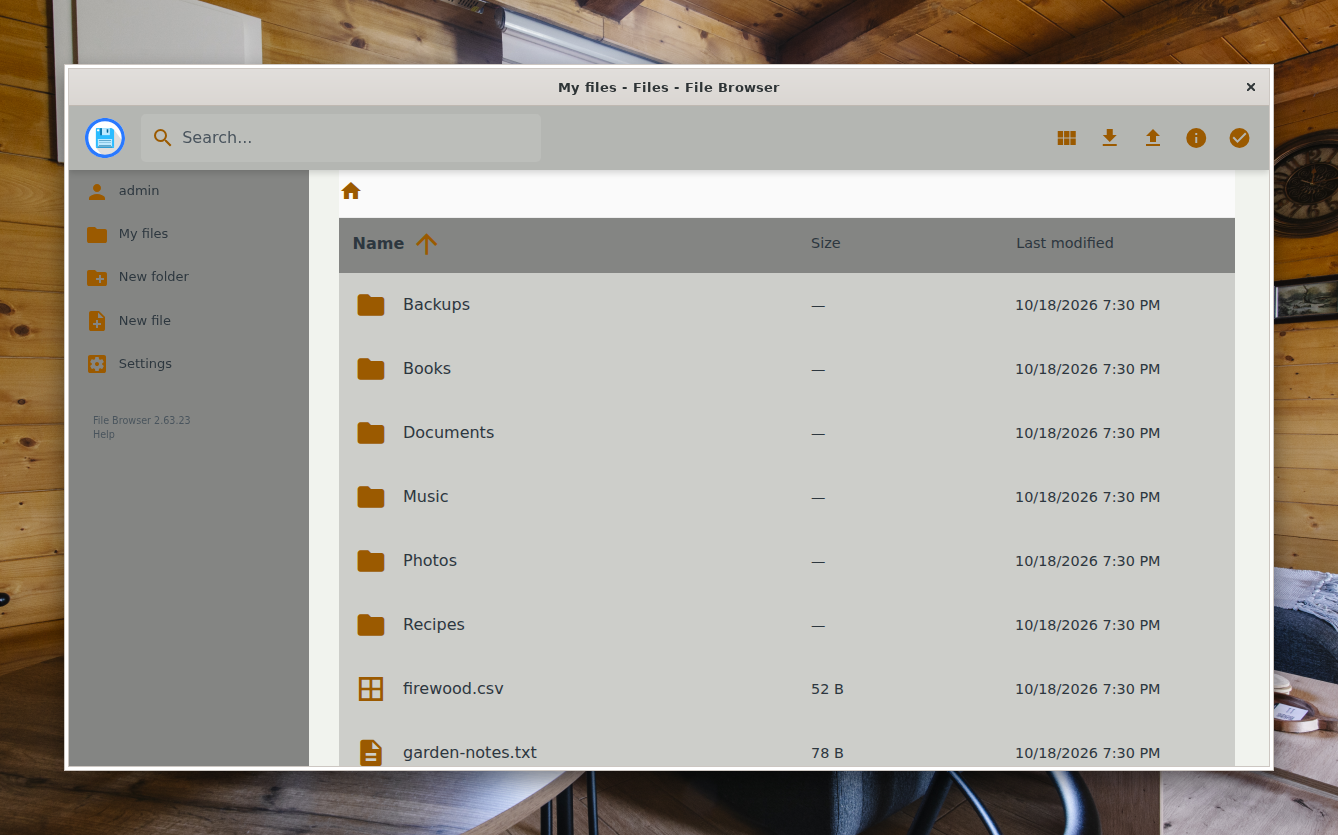 My files - Files - File Browser
Search...
admin
My files
New folder
New file
Settings
File Browser 2.63.23
Help
Name Size Last modified
Backups — 10/18/2026 7:30 PM
Books — 10/18/2026 7:30 PM
Documents — 10/18/2026 7:30 PM
Music — 10/18/2026 7:30 PM
Photos — 10/18/2026 7:30 PM
Recipes — 10/18/2026 7:30 PM
firewood.csv 52 B 10/18/2026 7:30 PM
garden-notes.txt 78 B 10/18/2026 7:30 PM